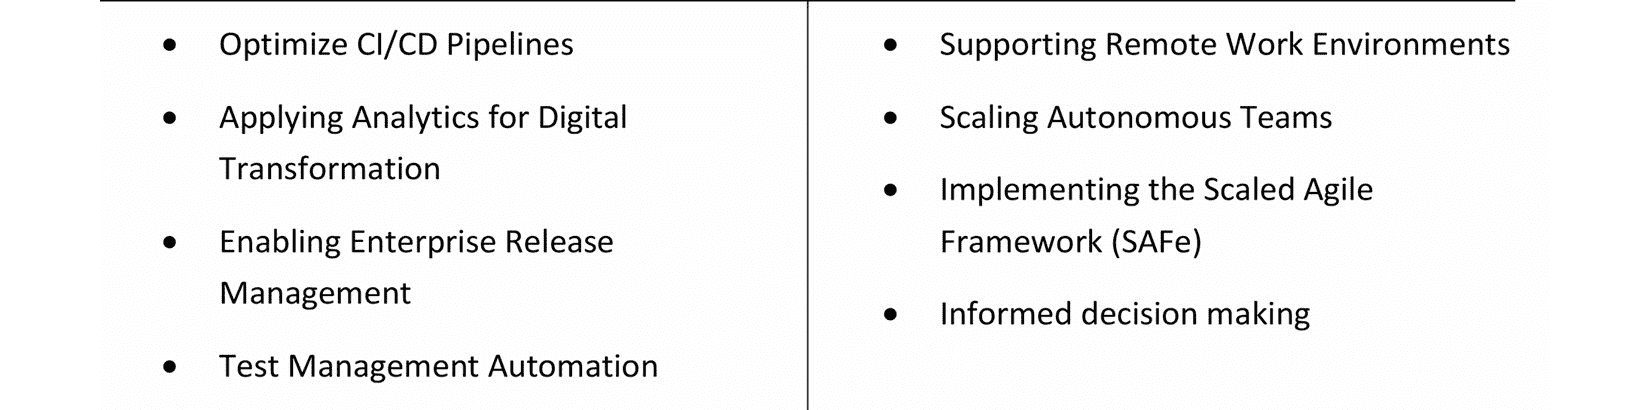 • Optimize CI/CD Pipelines
• Applying Analytics for Digital
Transformation
• Enabling Enterprise Release
Management
• Test Management Automation
• Supporting Remote Work Environments
• Scaling Autonomous Teams
• Implementing the Scaled Agile
Framework (SAFe)
• Informed decision making